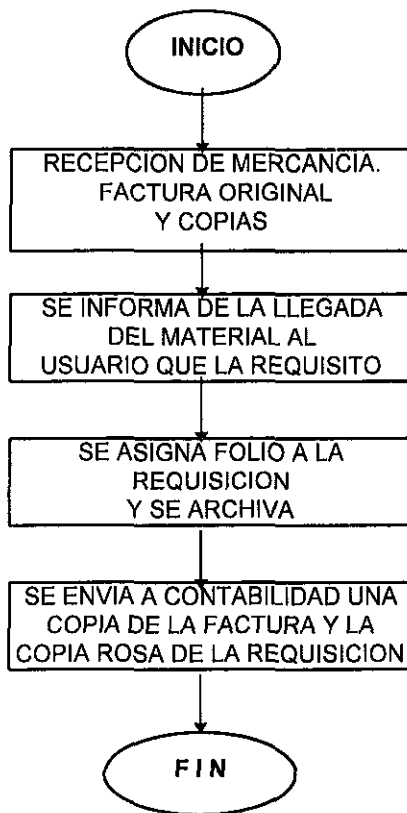 INICIO
RECEPCION DE MERCANCIA.
FACTURA ORIGINAL
Y COPIAS
SE INFORMA DE LA LLEGADA
DEL MATERIAL AL
USUARIO QUE LA REQUISITO
SE ASIGNA FOLIO A LA
REQUISICION
Y SE ARCHIVA
SE ENVIA A CONTABILIDAD UNA
COPIA DE LA FACTURA Y LA
COPIA ROSA DE LA REQUISICION
F I N